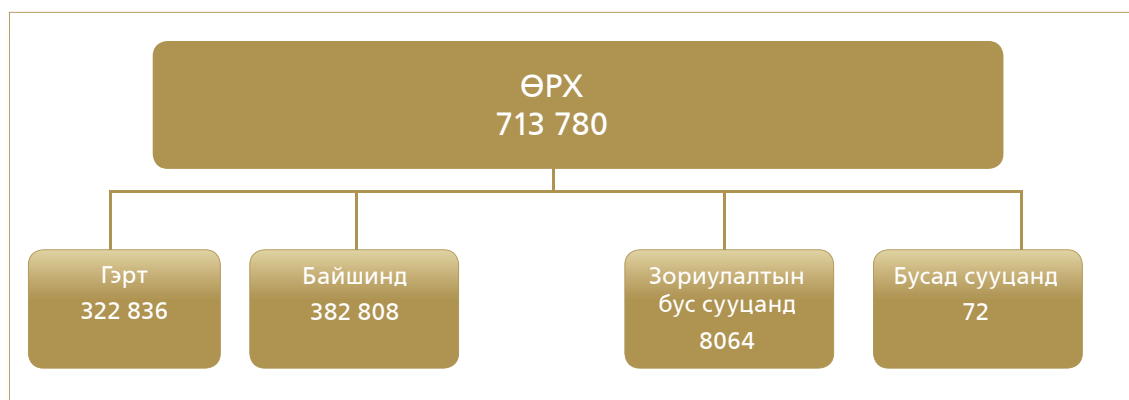 ӨРХ
713 780
Гэрт
322 836
Байшинд
382 808
Зориулалтын
бус сууцанд
8064
Бусад сууцанд
72